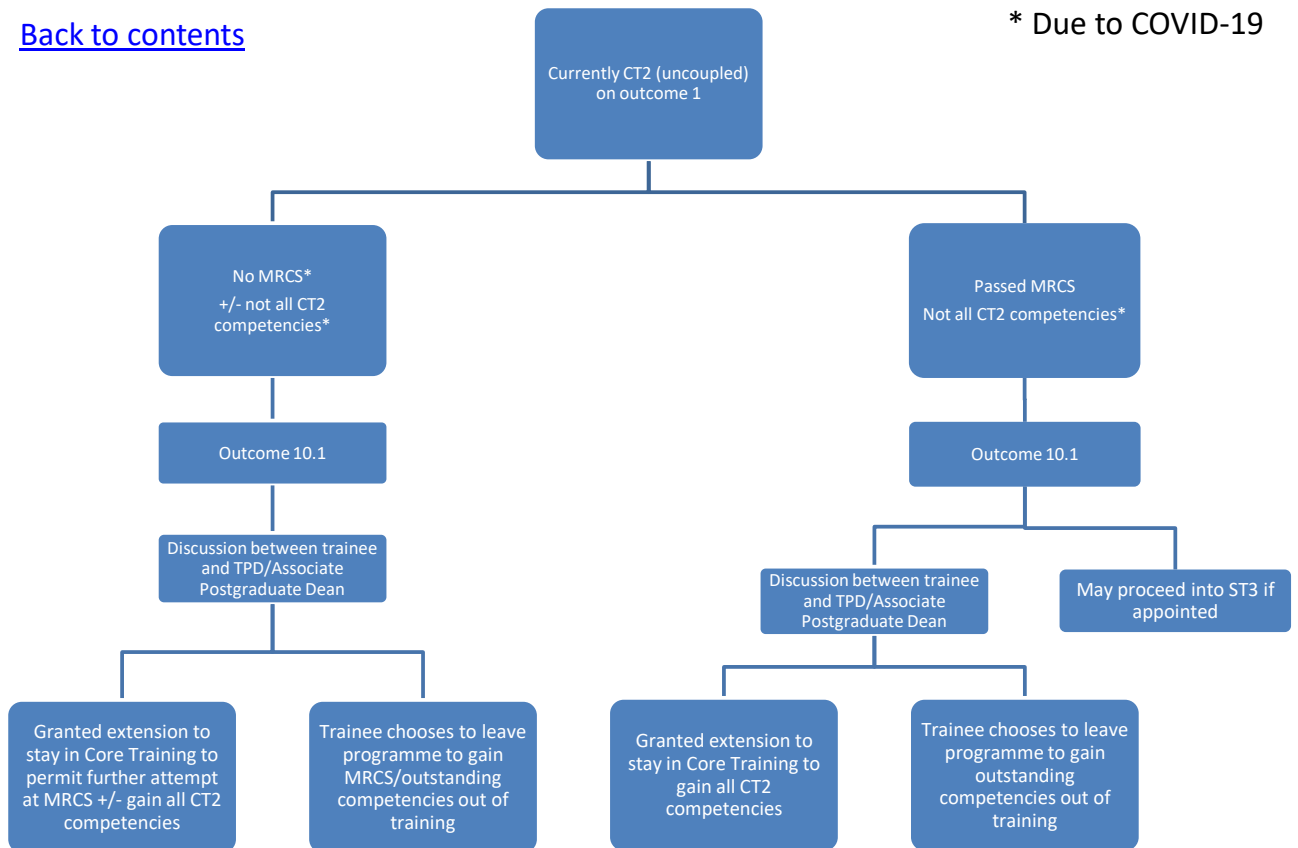 Back to contents
* Due to COVID-19
Currently CT2 (uncoupled)
on outcome 1
No MRCS*
+/- not all CT2
competencies*
Passed MRCS
Not all CT2 competencies*
Outcome 10.1
Outcome 10.1
Discussion between trainee
and TPD/Associate
Postgraduate Dean
Discussion between trainee
and TPD/Associate
Postgraduate Dean
May proceed into ST3 if
appointed
Granted extension to
stay in Core Training to
permit further attempt
at MRCS +/- gain all CT2
competencies
Trainee chooses to leave
programme to gain
MRCS/outstanding
competencies out of
training
Granted extension to
stay in Core Training to
gain all CT2
competencies
Trainee chooses to leave
programme to gain
outstanding
competencies out of
training